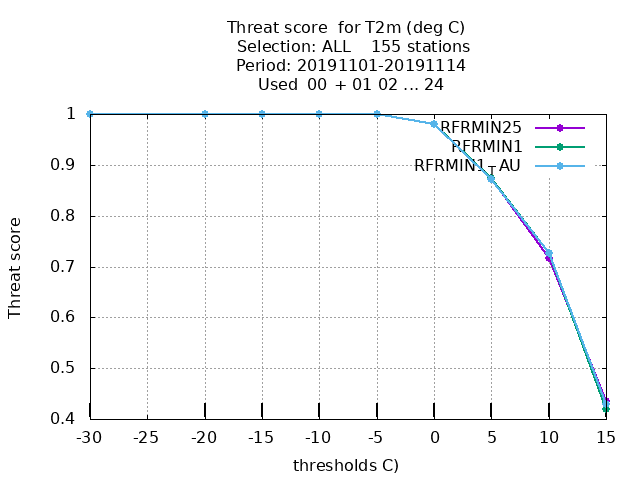 Threat score for T2m (deg C)
Selection: ALL 155 stations
Period: 20191101-20191114
Used 00 + 01 02 ... 24
RFRMIN25
RFRMIN1
RFRMIN1_AU
Threat score
1
0.9
0.8
0.7
0.6
0.5
0.4
-30 -25 -20 -15 -10 -5 0 5 10 15
thresholds C)